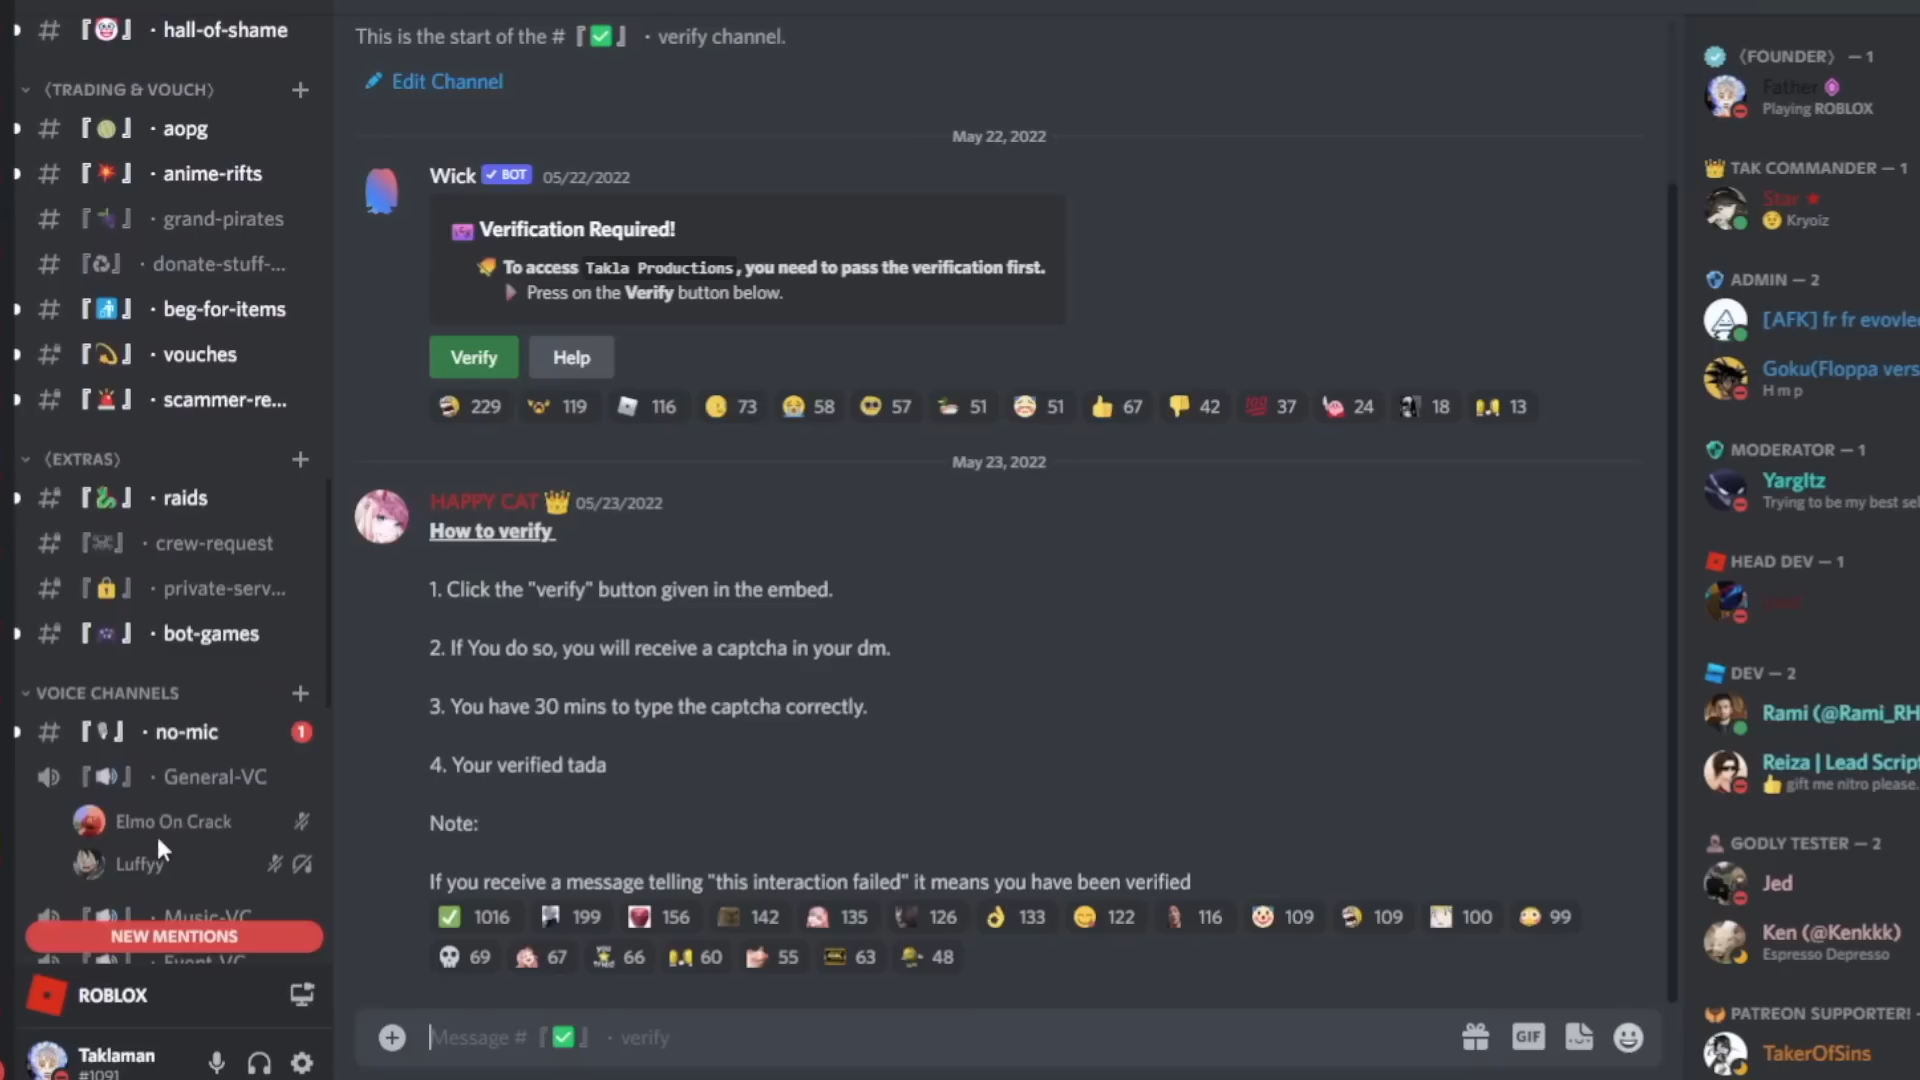 hall-of-shame
⟨TRADING & VOUCH⟩
aopg
anime-rifts
grand-pirates
donate-stuff-...
beg-for-items
vouches
scammer-re...
⟨EXTRAS⟩
raids
crew-request
private-serv...
bot-games
VOICE CHANNELS
no-mic
1
General-VC
Elmo On Crack
Luffyy
Music-VC
NEW MENTIONS
Event-VC
ROBLOX
Taklaman
#1091
This is the start of the # 『✅』 · verify channel.
Edit Channel
May 22, 2022
Wick ✓ BOT 05/22/2022
Verification Required!
To access Takla Productions, you need to pass the verification first.
Press on the Verify button below.
Verify Help
229 119 116 73 58 57 51 51 67 42 37 24 18 13
May 23, 2022
HAPPY CAT 05/23/2022
How to verify
1. Click the "verify" button given in the embed.
2. If You do so, you will receive a captcha in your dm.
3. You have 30 mins to type the captcha correctly.
4. Your verified tada
Note:
If you receive a message telling "this interaction failed" it means you have been verified
1016 199 156 142 135 126 133 122 116 109 109 100 99
69 67 66 60 55 63 48
Message # 『✅』 · verify
GIF
⟨FOUNDER⟩ — 1
Father
Playing ROBLOX
TAK COMMANDER — 1
Star
Kryoiz
ADMIN — 2
[AFK] fr fr evovle
Goku(Floppa vers
H m p
MODERATOR — 1
YargItz
Trying to be my best sel
HEAD DEV — 1
DEV — 2
Rami (@Rami_RH
Reiza | Lead Script
gift me nitro please.
GODLY TESTER — 2
Jed
Ken (@Kenkkk)
Espresso Depresso
PATREON SUPPORTER! -
TakerOfSins